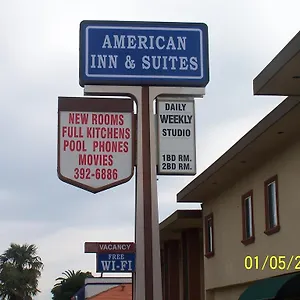 AMERICAN
INN & SUITES
NEW ROOMS
FULL KITCHENS
POOL PHONES
MOVIES
392-6886
DAILY
WEEKLY
STUDIO
1BD RM.
2BD RM.
VACANCY
FREE
WI-FI
01/05/2